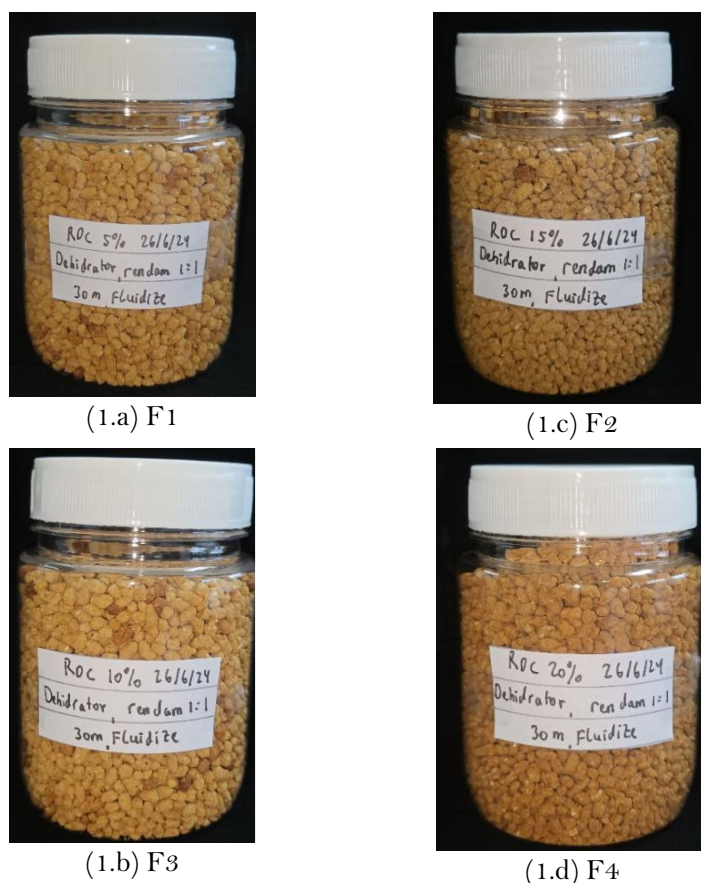 ROC 5% 26/6/24
Dehidrator, rendam 1:1
30m, Fluidize
(1.a) F1
ROC 15% 26/6/24
Dehidrator, rendam 1:1
30m, Fluidize
(1.c) F2
ROC 10% 26/6/24
Dehidrator, rendam 1:1
30m, Fluidize
(1.b) F3
ROC 20% 26/6/24
Dehidrator, rendam 1:1
30m, Fluidize
(1.d) F4